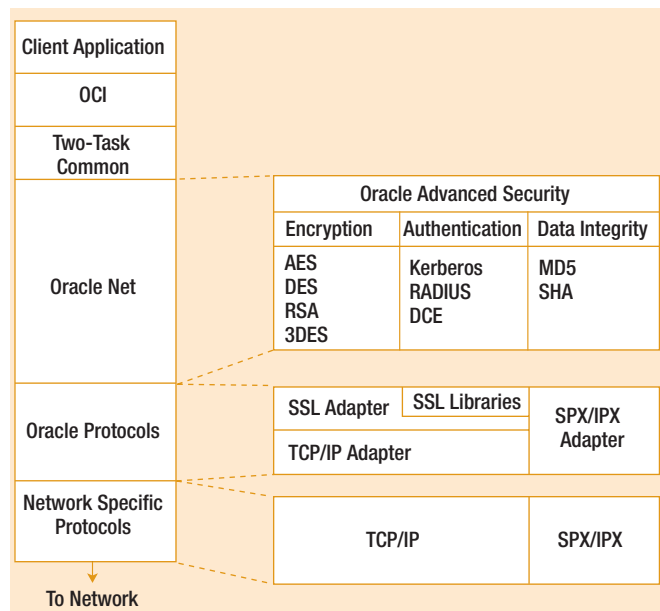 Client Application
OCI
Two-Task
Common
Oracle Net
Oracle Advanced Security
Encryption
Authentication
Data Integrity
AES
DES
RSA
3DES
Kerberos
RADIUS
DCE
MD5
SHA
Oracle Protocols
SSL Adapter
SSL Libraries
TCP/IP Adapter
SPX/IPX
Adapter
Network Specific
Protocols
TCP/IP
SPX/IPX
To Network